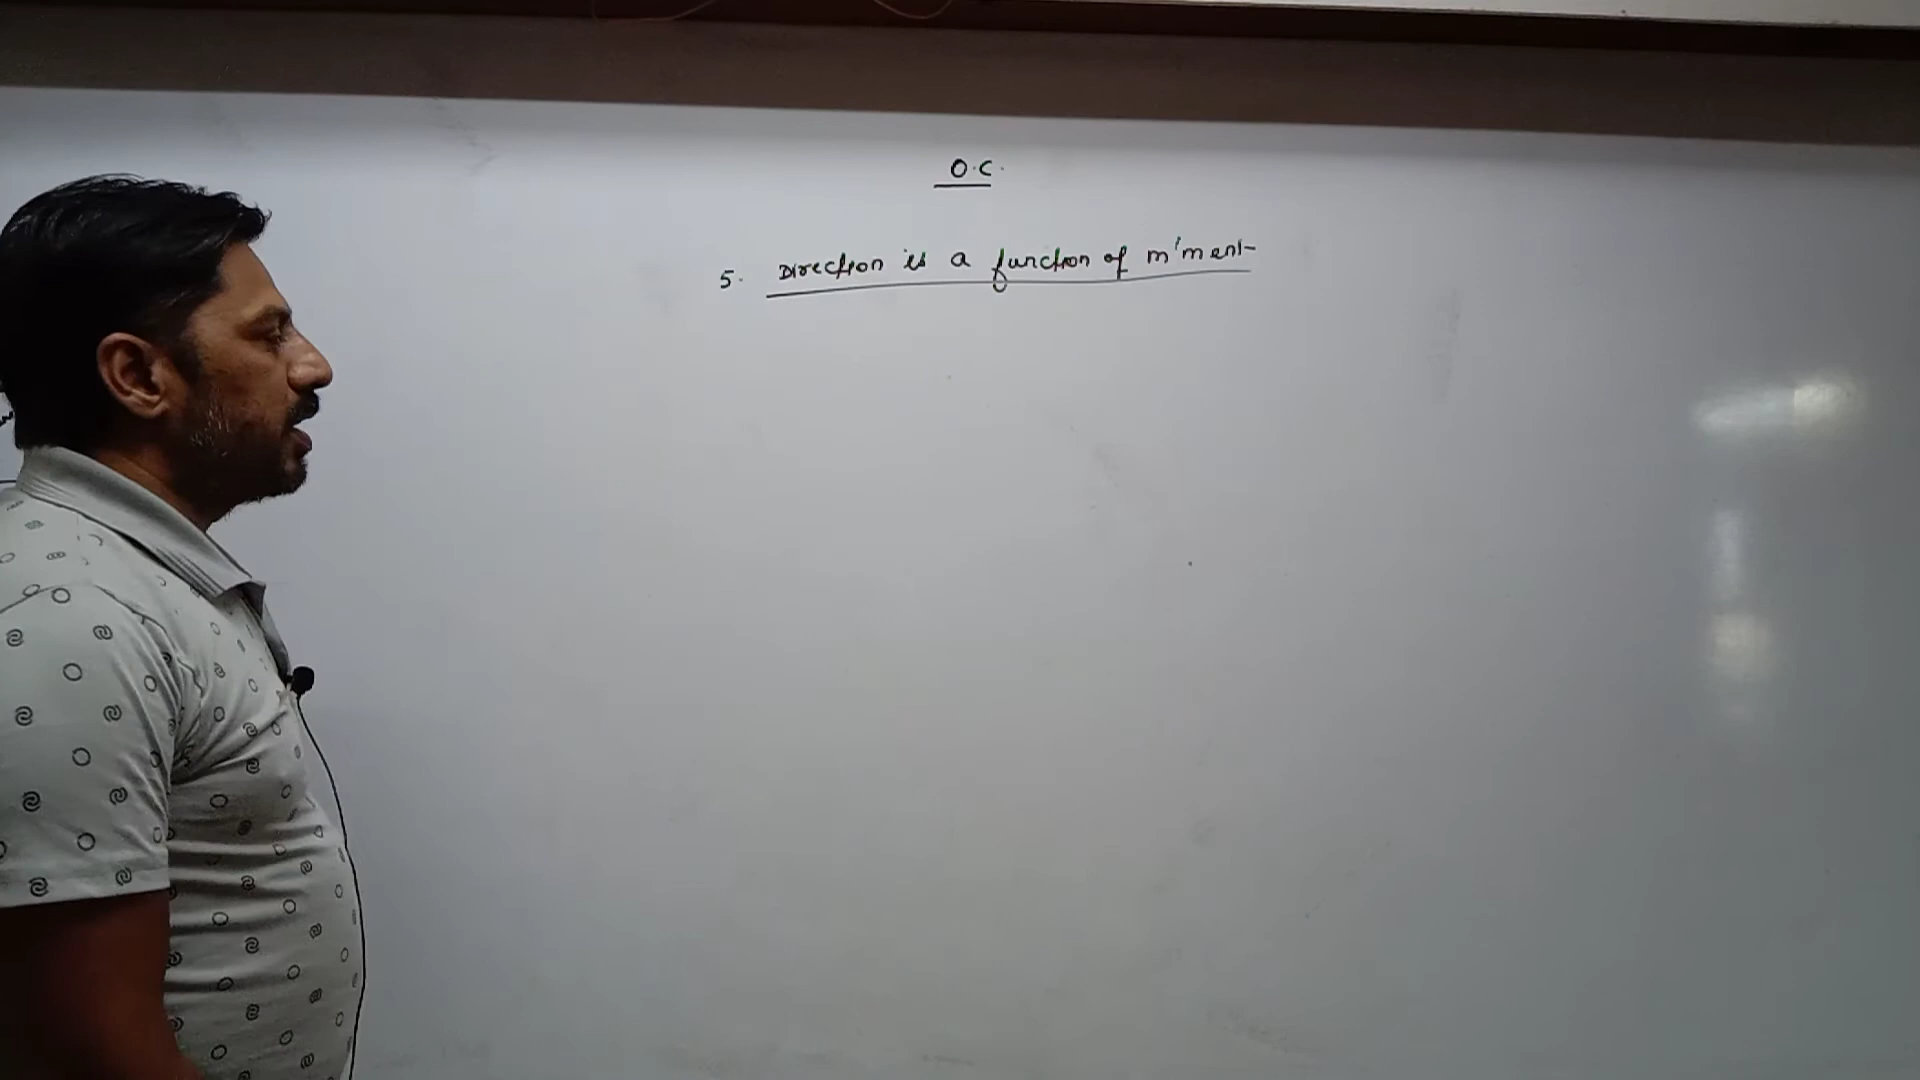 O.C.
5. Direction is a function of m'ment